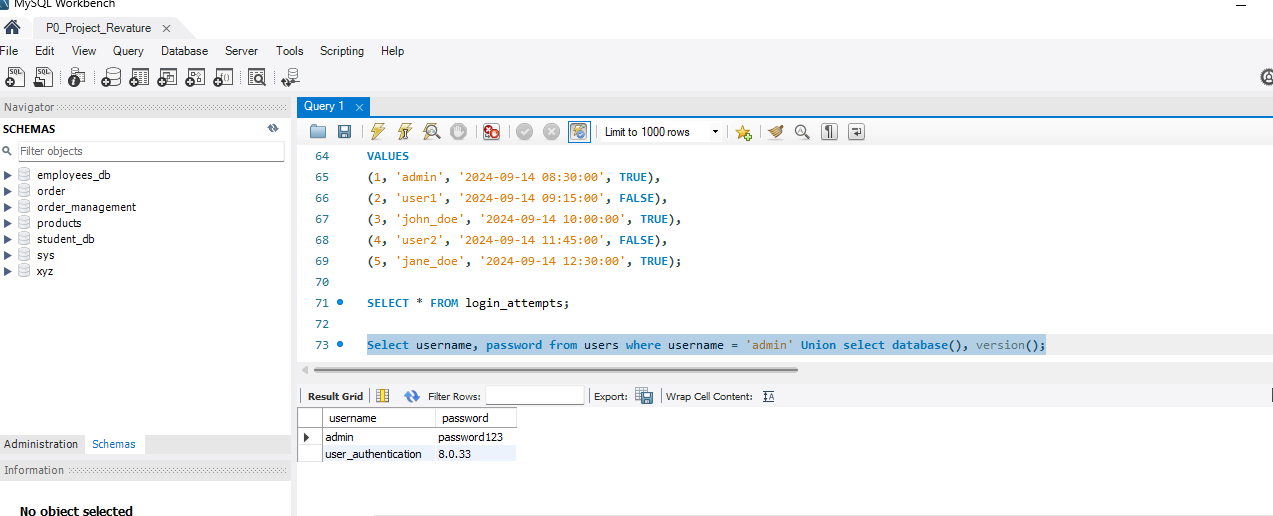 MySQL Workbench
P0_Project_Revature
File Edit View Query Database Server Tools Scripting Help
Navigator
SCHEMAS
Filter objects
employees_db
order
order_management
products
student_db
sys
xyz
Administration Schemas
Information
No object selected
Query 1
Limit to 1000 rows
64 VALUES
65 (1, 'admin', '2024-09-14 08:30:00', TRUE),
66 (2, 'user1', '2024-09-14 09:15:00', FALSE),
67 (3, 'john_doe', '2024-09-14 10:00:00', TRUE),
68 (4, 'user2', '2024-09-14 11:45:00', FALSE),
69 (5, 'jane_doe', '2024-09-14 12:30:00', TRUE);
70
71 SELECT * FROM login_attempts;
72
73 Select username, password from users where username = 'admin' Union select database(), version();
Result Grid Filter Rows: Export: Wrap Cell Content:
username password
admin password123
user_authentication 8.0.33